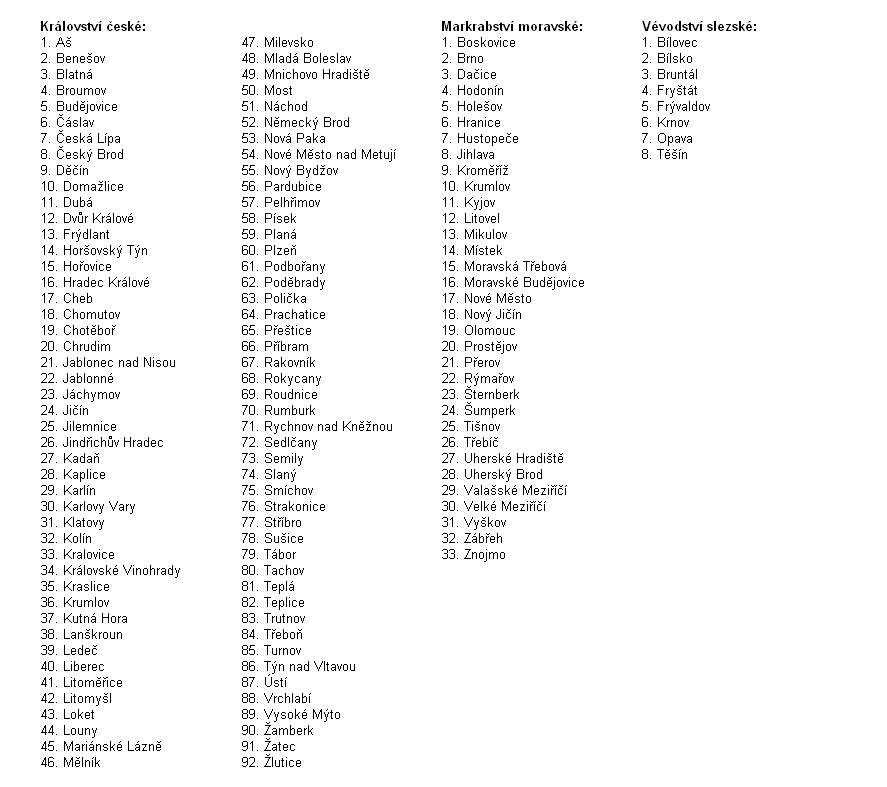 Království české:
1. Aš
2. Benešov
3. Blatná
4. Broumov
5. Budějovice
6. Čáslav
7. Česká Lípa
8. Český Brod
9. Děčín
10. Domažlice
11. Dubá
12. Dvůr Králové
13. Frýdlant
14. Horšovský Týn
15. Hořovice
16. Hradec Králové
17. Cheb
18. Chomutov
19. Chotěboř
20. Chrudim
21. Jablonec nad Nisou
22. Jablonné
23. Jáchymov
24. Jičín
25. Jilemnice
26. Jindřichův Hradec
27. Kadaň
28. Kaplice
29. Karlín
30. Karlovy Vary
31. Klatovy
32. Kolín
33. Kralovice
34. Královské Vinohrady
35. Kraslice
36. Krumlov
37. Kutná Hora
38. Lanškroun
39. Ledeč
40. Liberec
41. Litoměřice
42. Litomyšl
43. Loket
44. Louny
45. Mariánské Lázně
46. Mělník
47. Milevsko
48. Mladá Boleslav
49. Mnichovo Hradiště
50. Most
51. Náchod
52. Německý Brod
53. Nová Paka
54. Nové Město nad Metují
55. Nový Bydžov
56. Pardubice
57. Pelhřimov
58. Písek
59. Planá
60. Plzeň
61. Podbořany
62. Poděbrady
63. Polička
64. Prachatice
65. Přeštice
66. Příbram
67. Rakovník
68. Rokycany
69. Roudnice
70. Rumburk
71. Rychnov nad Kněžnou
72. Sedlčany
73. Semily
74. Slaný
75. Smíchov
76. Strakonice
77. Stříbro
78. Sušice
79. Tábor
80. Tachov
81. Teplá
82. Teplice
83. Trutnov
84. Třeboň
85. Turnov
86. Týn nad Vltavou
87. Ústí
88. Vrchlabí
89. Vysoké Mýto
90. Žamberk
91. Žatec
92. Žlutice
Markrabství moravské:
1. Boskovice
2. Brno
3. Dačice
4. Hodonín
5. Holešov
6. Hranice
7. Hustopeče
8. Jihlava
9. Kroměříž
10. Krumlov
11. Kyjov
12. Litovel
13. Mikulov
14. Místek
15. Moravská Třebová
16. Moravské Budějovice
17. Nové Město
18. Nový Jičín
19. Olomouc
20. Prostějov
21. Přerov
22. Rýmařov
23. Šternberk
24. Šumperk
25. Tišnov
26. Třebíč
27. Uherské Hradiště
28. Uherský Brod
29. Valašské Meziříčí
30. Velké Meziříčí
31. Vyškov
32. Zábřeh
33. Znojmo
Vévodství slezské:
1. Bílovec
2. Bílsko
3. Bruntál
4. Fryštát
5. Frývaldov
6. Krnov
7. Opava
8. Těšín